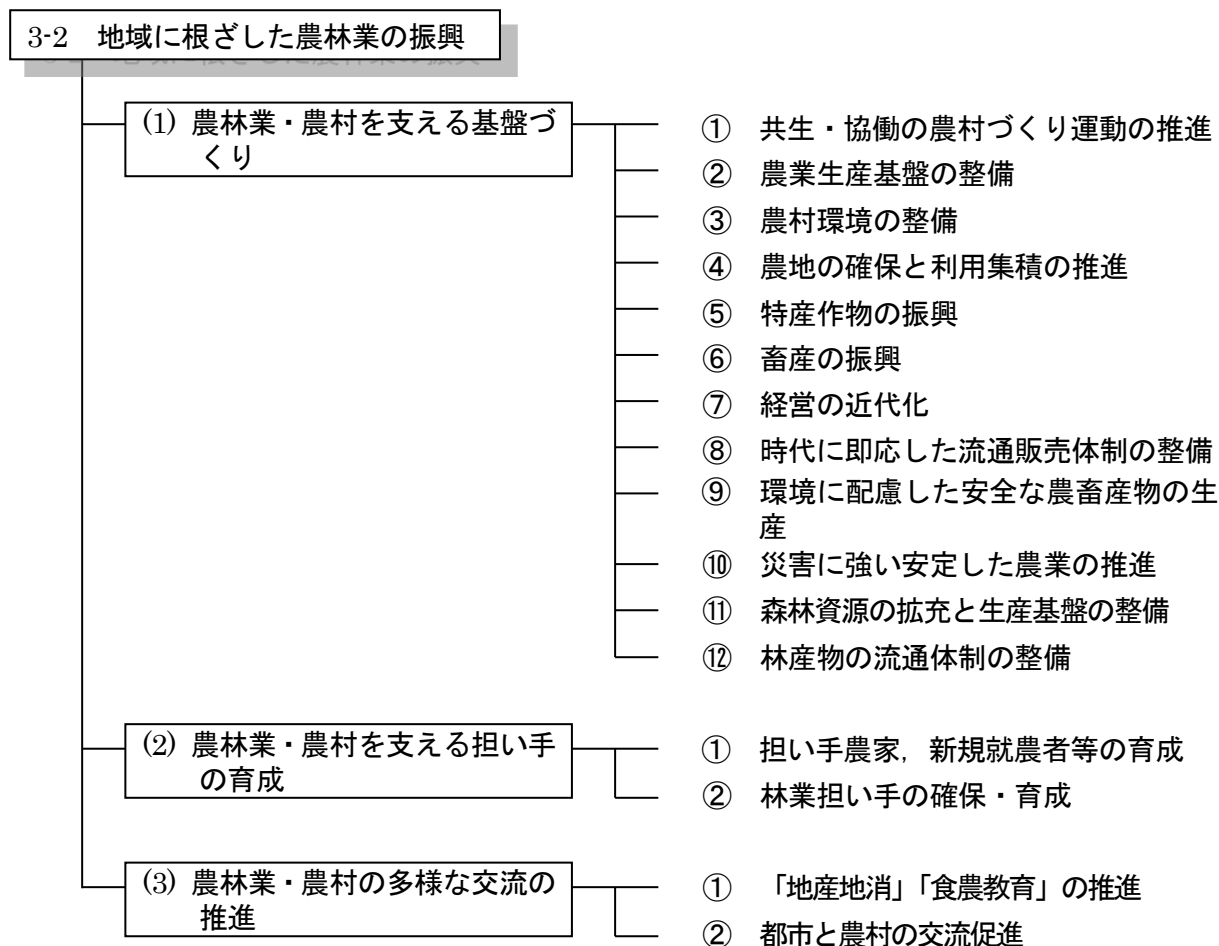 3-2 地域に根ざした農林業の振興
(1) 農林業・農村を支える基盤づ
くり
① 共生・協働の農村づくり運動の推進
② 農業生産基盤の整備
③ 農村環境の整備
④ 農地の確保と利用集積の推進
⑤ 特産作物の振興
⑥ 畜産の振興
⑦ 経営の近代化
⑧ 時代に即応した流通販売体制の整備
⑨ 環境に配慮した安全な農畜産物の生
産
⑩ 災害に強い安定した農業の推進
⑪ 森林資源の拡充と生産基盤の整備
⑫ 林産物の流通体制の整備
(2) 農林業・農村を支える担い手
の育成
① 担い手農家，新規就農者等の育成
② 林業担い手の確保・育成
(3) 農林業・農村の多様な交流の
推進
① 「地産地消」「食農教育」の推進
② 都市と農村の交流促進